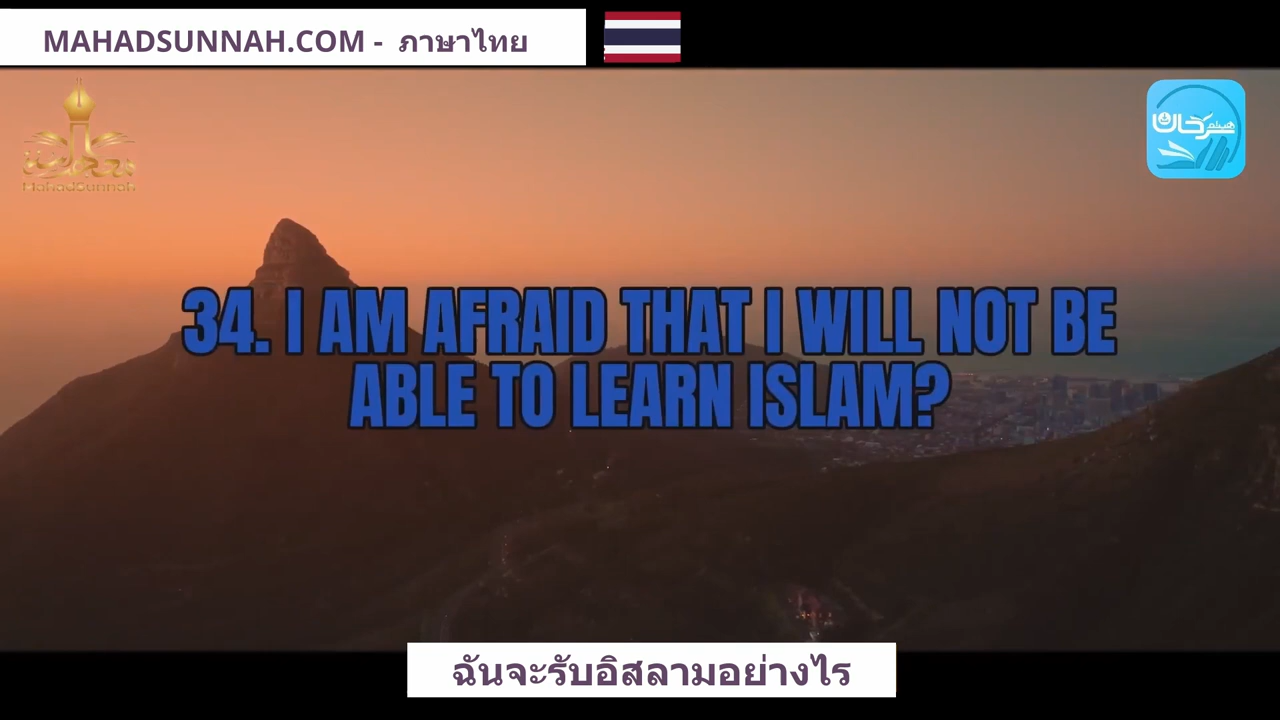 MAHADSUNNAH.COM - ภาษาไทย
MahadSunnah
34. I AM AFRAID THAT I WILL NOT BE
ABLE TO LEARN ISLAM?
ฉันจะรับอิสลามอย่างไร